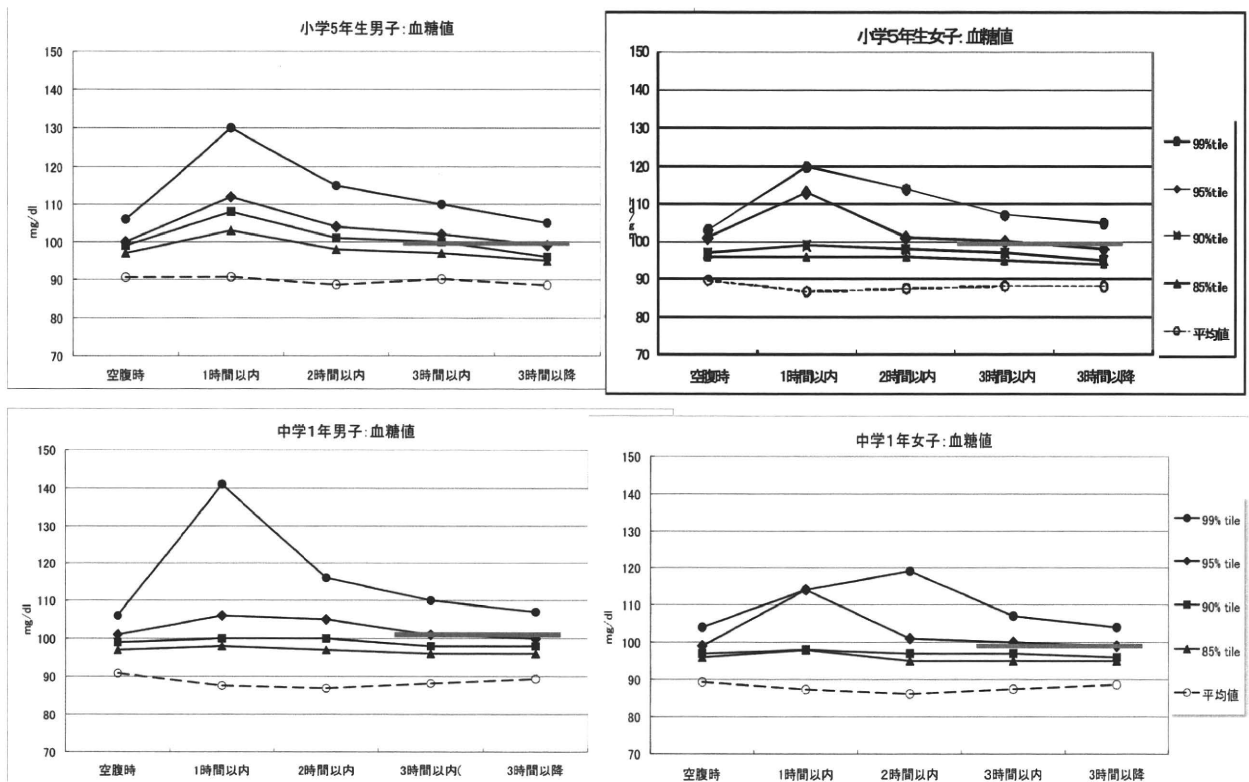 小学5年生男子:血糖値
150
140
130
120
110
100
90
80
70
mg/dl
空腹時
1時間以内
2時間以内
3時間以内
3時間以降
小学5年生女子:血糖値
150
140
130
120
110
100
90
80
70
空腹時
1時間以内
2時間以内
3時間以内
3時間以降
99%tile
95%tile
90%tile
85%tile
平均値
中学1年男子:血糖値
150
140
130
120
110
100
90
80
70
mg/dl
空腹時
1時間以内
2時間以内
3時間以内(
3時間以降
中学1年女子:血糖値
150
140
130
120
110
100
90
80
70
mg/dl
空腹時
1時間以内
2時間以内
3時間以内
3時間以降
99% tile
95% tile
90% tile
85% tile
平均値